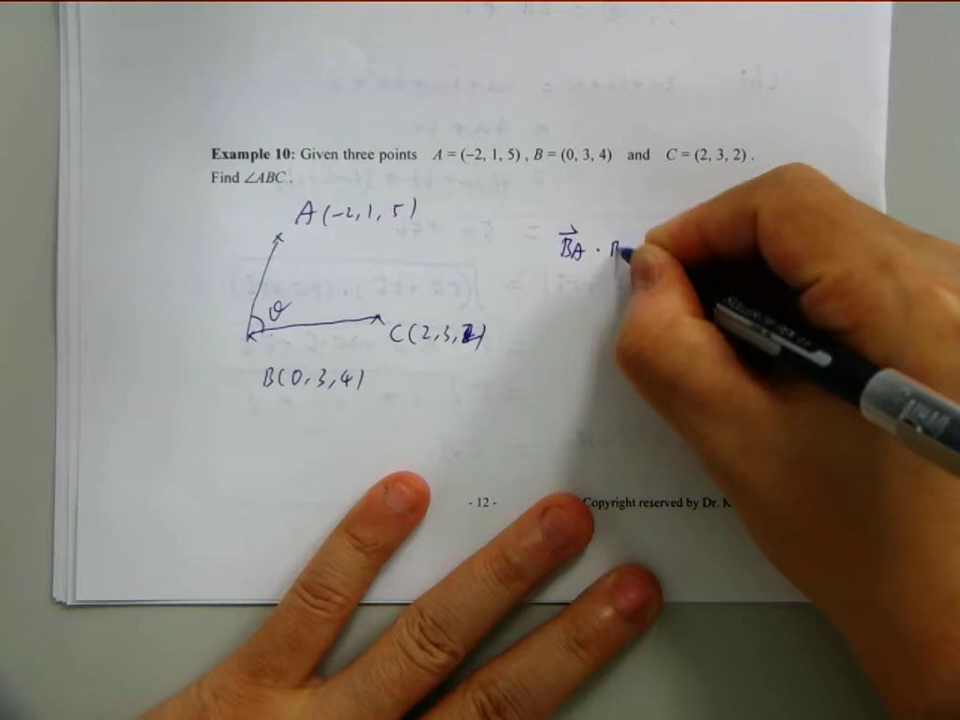 Example 10: Given three points A = (−2, 1, 5) , B = (0, 3, 4) and C = (2, 3, 2) .
Find ∠ABC .
A(-2,1,5)
BA ·
θ
C(2,3,2)
B(0,3,4)
- 12 -
Copyright reserved by Dr.